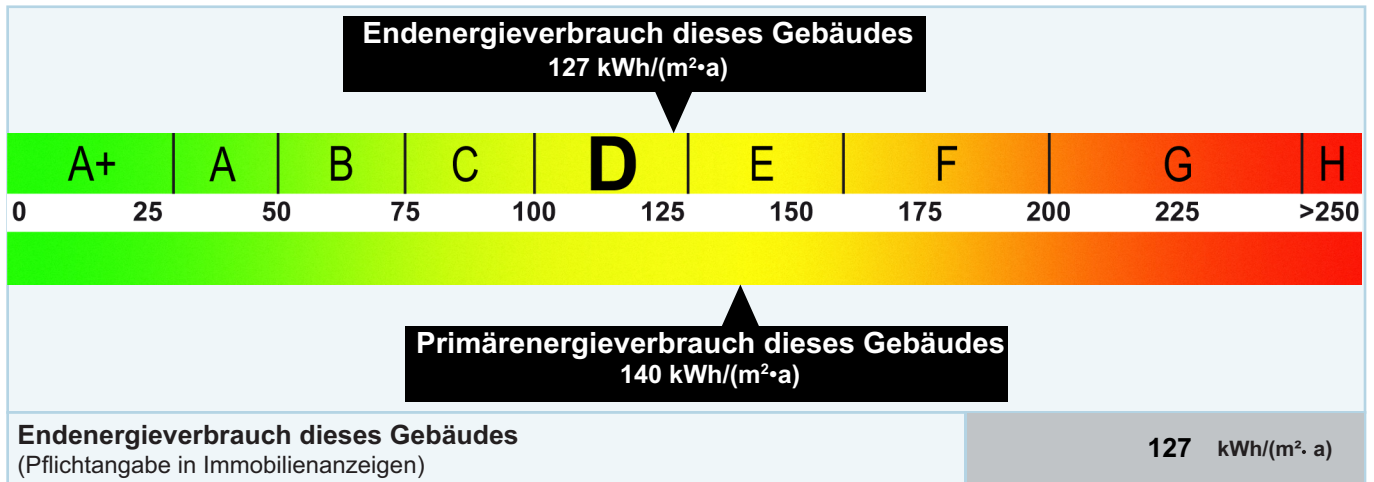 Endenergieverbrauch dieses Gebäudes
127 kWh/(m²•a)
A+ A B C D E F G H
0 25 50 75 100 125 150 175 200 225 >250
Primärenergieverbrauch dieses Gebäudes
140 kWh/(m²•a)
Endenergieverbrauch dieses Gebäudes
(Pflichtangabe in Immobilienanzeigen)
127 kWh/(m²· a)